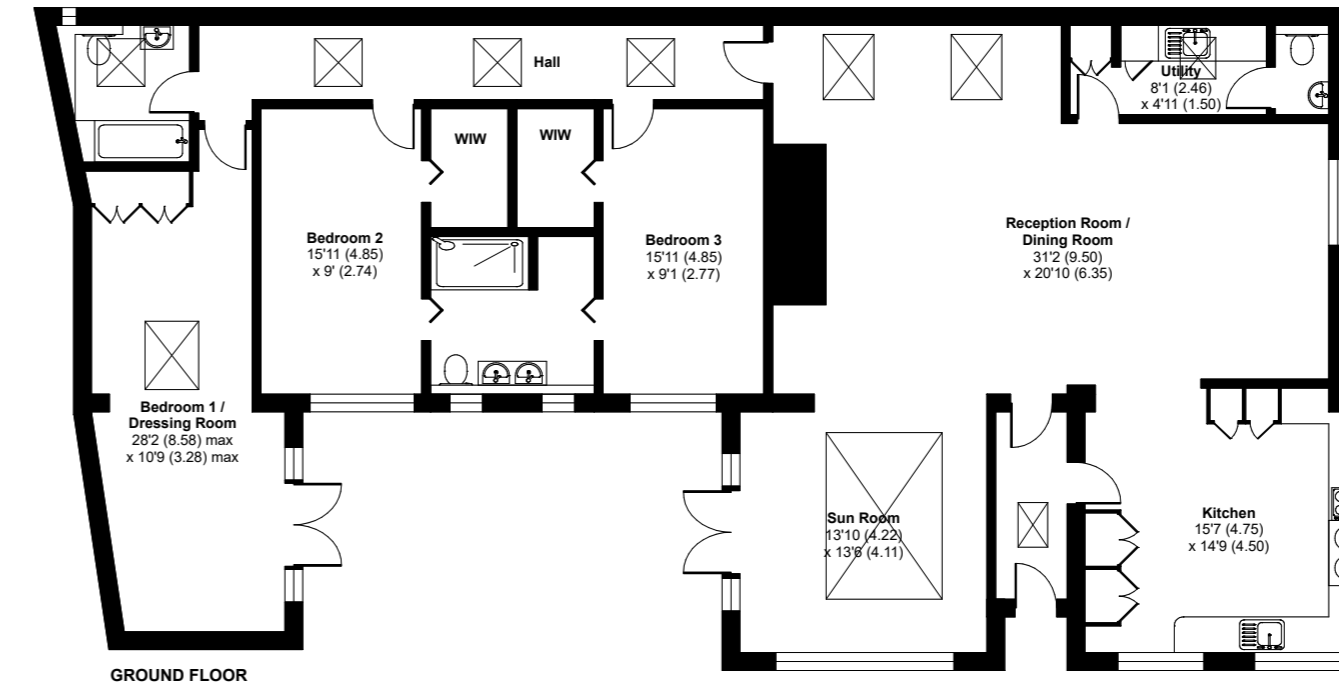 Hall
Utility
8'1 (2.46)
x 4'11 (1.50)
WIW
WIW
Bedroom 2
15'11 (4.85)
x 9' (2.74)
Bedroom 3
15'11 (4.85)
x 9'1 (2.77)
Reception Room /
Dining Room
31'2 (9.50)
x 20'10 (6.35)
Bedroom 1 /
Dressing Room
28'2 (8.58) max
x 10'9 (3.28) max
Sun Room
13'10 (4.22)
x 13'6 (4.11)
Kitchen
15'7 (4.75)
x 14'9 (4.50)
GROUND FLOOR